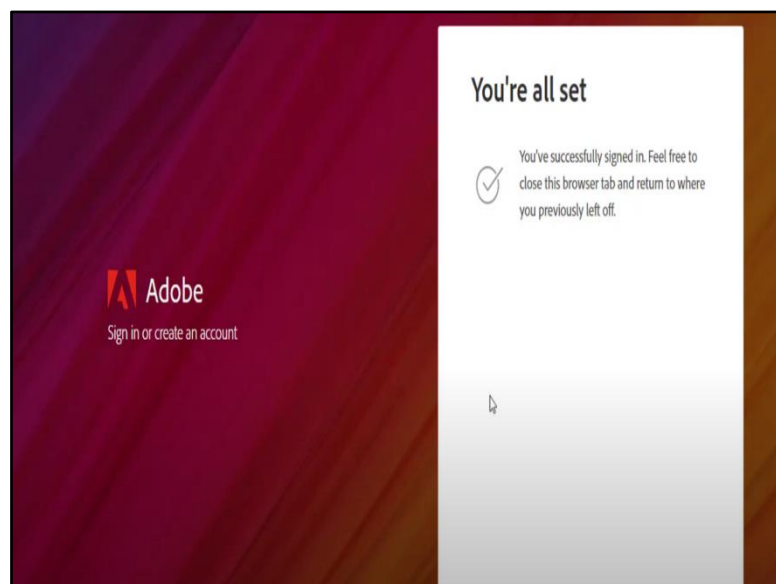 You're all set
You've successfully signed in. Feel free to
close this browser tab and return to where
you previously left off.
Adobe
Sign in or create an account